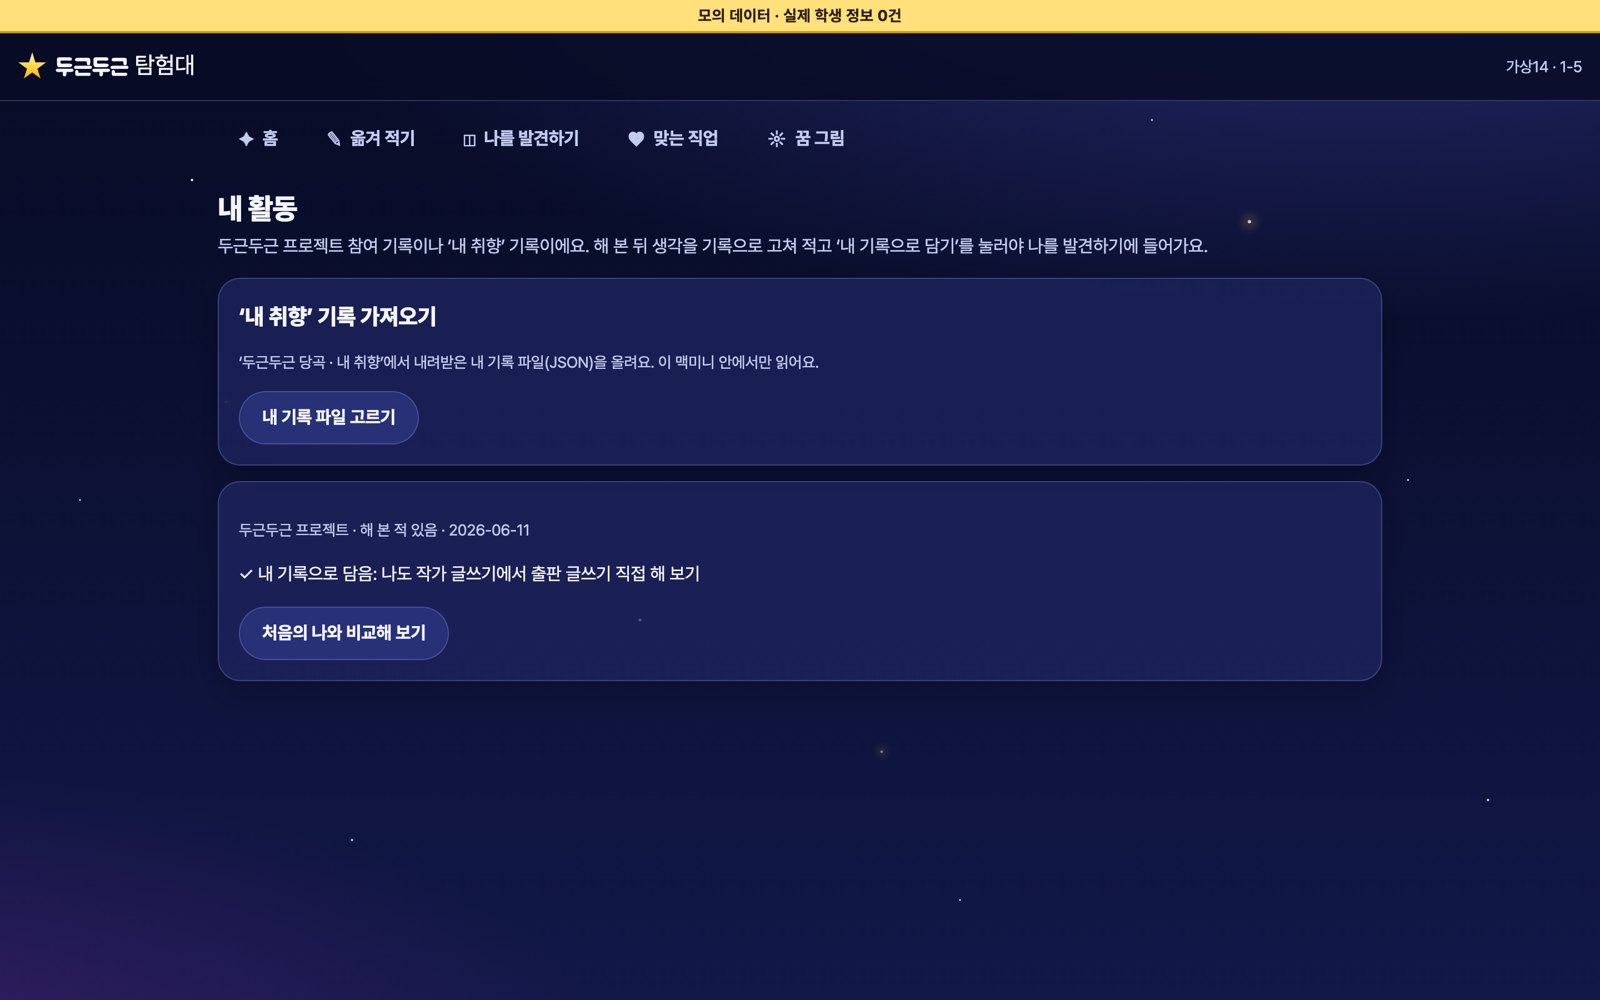 모의 데이터 · 실제 학생 정보 0건
두근두근 탐험대
가상14 · 1-5
홈
옮겨 적기
나를 발견하기
맞는 직업
꿈 그림
내 활동
두근두근 프로젝트 참여 기록이나 ‘내 취향’ 기록이에요. 해 본 뒤 생각을 기록으로 고쳐 적고 ‘내 기록으로 담기’를 눌러야 나를 발견하기에 들어가요.
‘내 취향’ 기록 가져오기
‘두근두근 당곡 · 내 취향’에서 내려받은 내 기록 파일(JSON)을 올려요. 이 맥미니 안에서만 읽어요.
내 기록 파일 고르기
두근두근 프로젝트 · 해 본 적 있음 · 2026-06-11
✓ 내 기록으로 담음: 나도 작가 글쓰기에서 출판 글쓰기 직접 해 보기
처음의 나와 비교해 보기